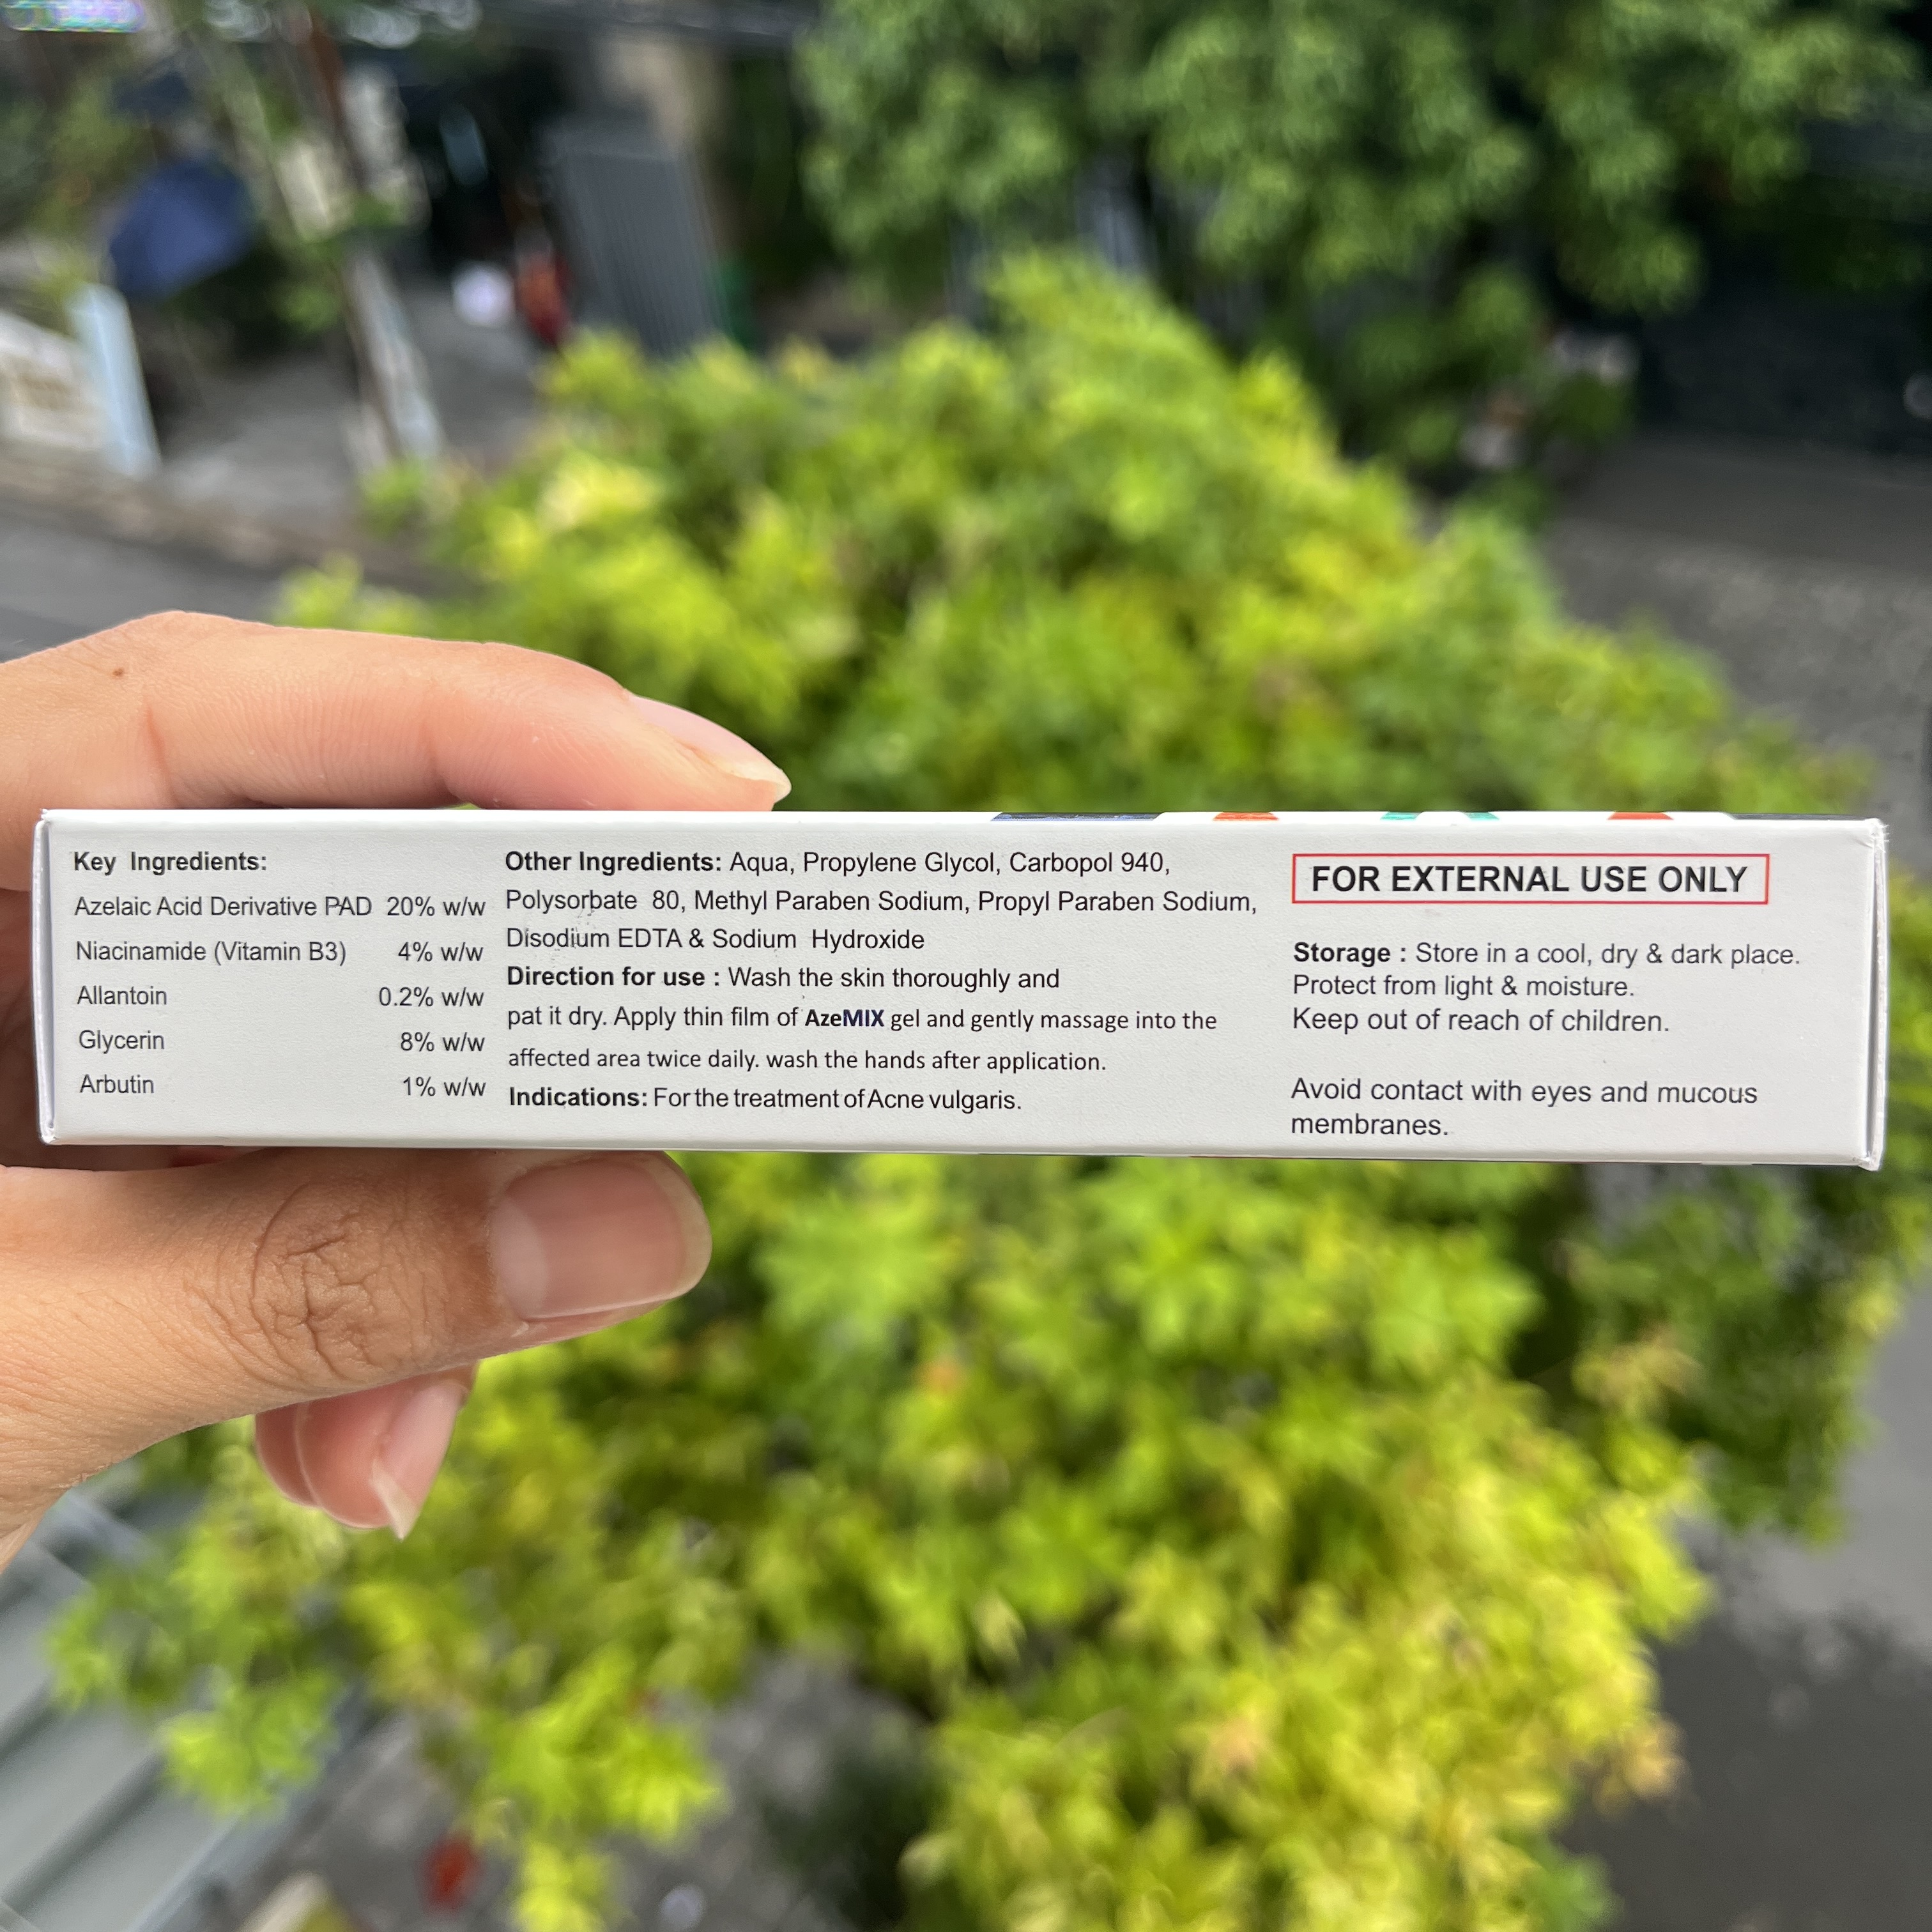 Key Ingredients:
Azelaic Acid Derivative PAD 20% w/w
Niacinamide (Vitamin B3) 4% w/w
Allantoin 0.2% w/w
Glycerin 8% w/w
Arbutin 1% w/w
Other Ingredients: Aqua, Propylene Glycol, Carbopol 940,
Polysorbate 80, Methyl Paraben Sodium, Propyl Paraben Sodium,
Disodium EDTA & Sodium Hydroxide
Direction for use : Wash the skin thoroughly and
pat it dry. Apply thin film of AzeMIX gel and gently massage into the
affected area twice daily. wash the hands after application.
Indications: For the treatment of Acne vulgaris.
FOR EXTERNAL USE ONLY
Storage : Store in a cool, dry & dark place.
Protect from light & moisture.
Keep out of reach of children.
Avoid contact with eyes and mucous
membranes.